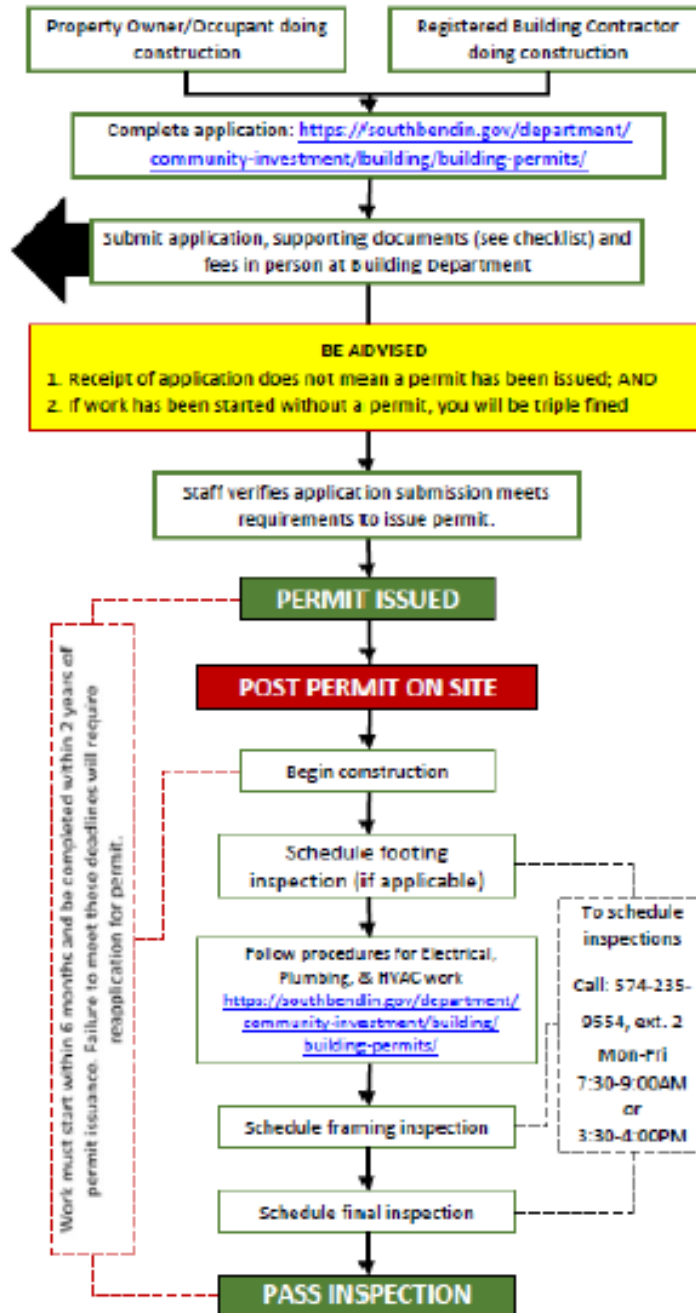 Property Owner/Occupant doing
construction
Registered Building Contractor
doing construction
Complete application: https://southbendin.gov/department/
community-investment/building/building-permits/
Submit application, supporting documents (see checklist) and
fees in person at Building Department
BE ADVISED
1. Receipt of application does not mean a permit has been issued; AND
2. If work has been started without a permit, you will be triple fined
Staff verifies application submission meets
requirements to issue permit.
PERMIT ISSUED
POST PERMIT ON SITE
Begin construction
Work must start within 6 months and be completed within 2 years of
permit issuance. Failure to meet these deadlines will require
reapplication for permit.
Schedule footing
inspection (if applicable)
Follow procedures for Electrical,
Plumbing, & HVAC work
https://southbendin.gov/department/
community-investment/building/
building-permits/
To schedule
inspections
Call: 574-235-
9554, ext. 2
Mon-Fri
7:30-9:00AM
or
3:30-4:00PM
Schedule framing inspection
Schedule final inspection
PASS INSPECTION